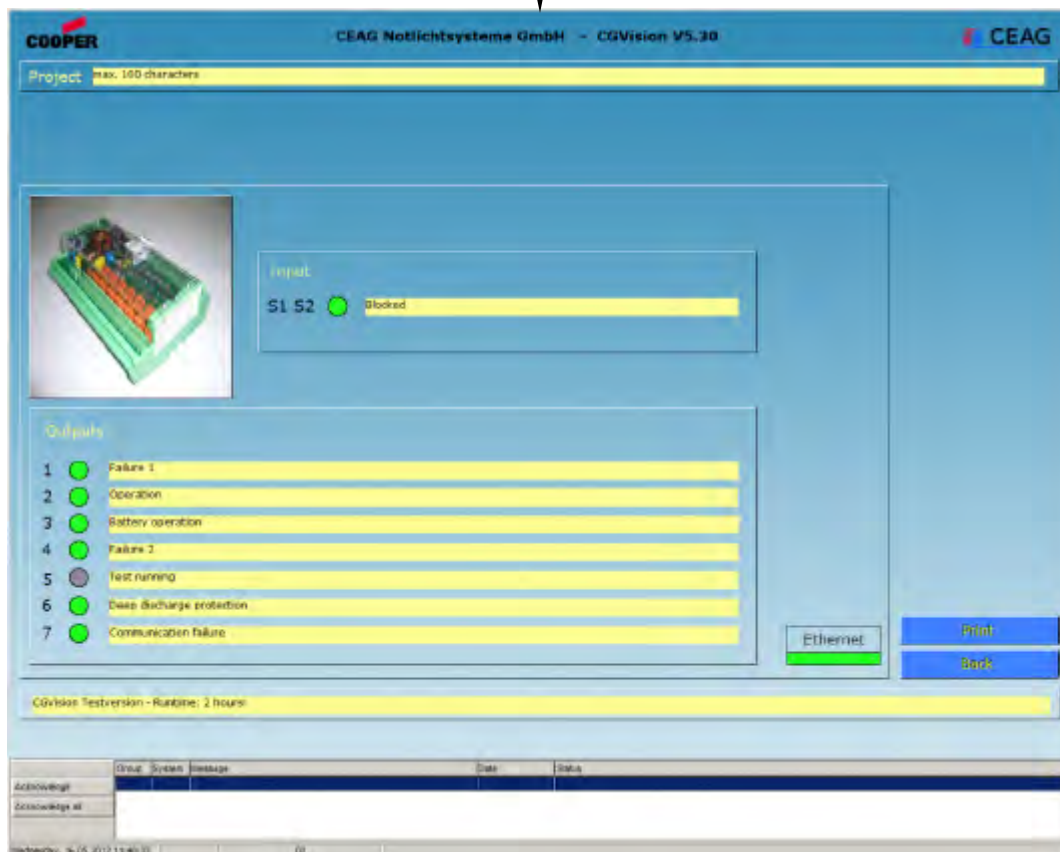 COOPER
CEAG Notlichtsysteme GmbH - CGVision V5.30
CEAG
Project max. 160 characters
Input
S1 S2 Blocked
Outputs
1 Failure 1
2 Operation
3 Battery operation
4 Failure 2
5 Test running
6 Deep discharge protection
7 Communication failure
Ethernet
Print
Back
CGVision Testversion - Runtime: 2 hours!
Group System Message Date Status
Acknowledge
Acknowledge all